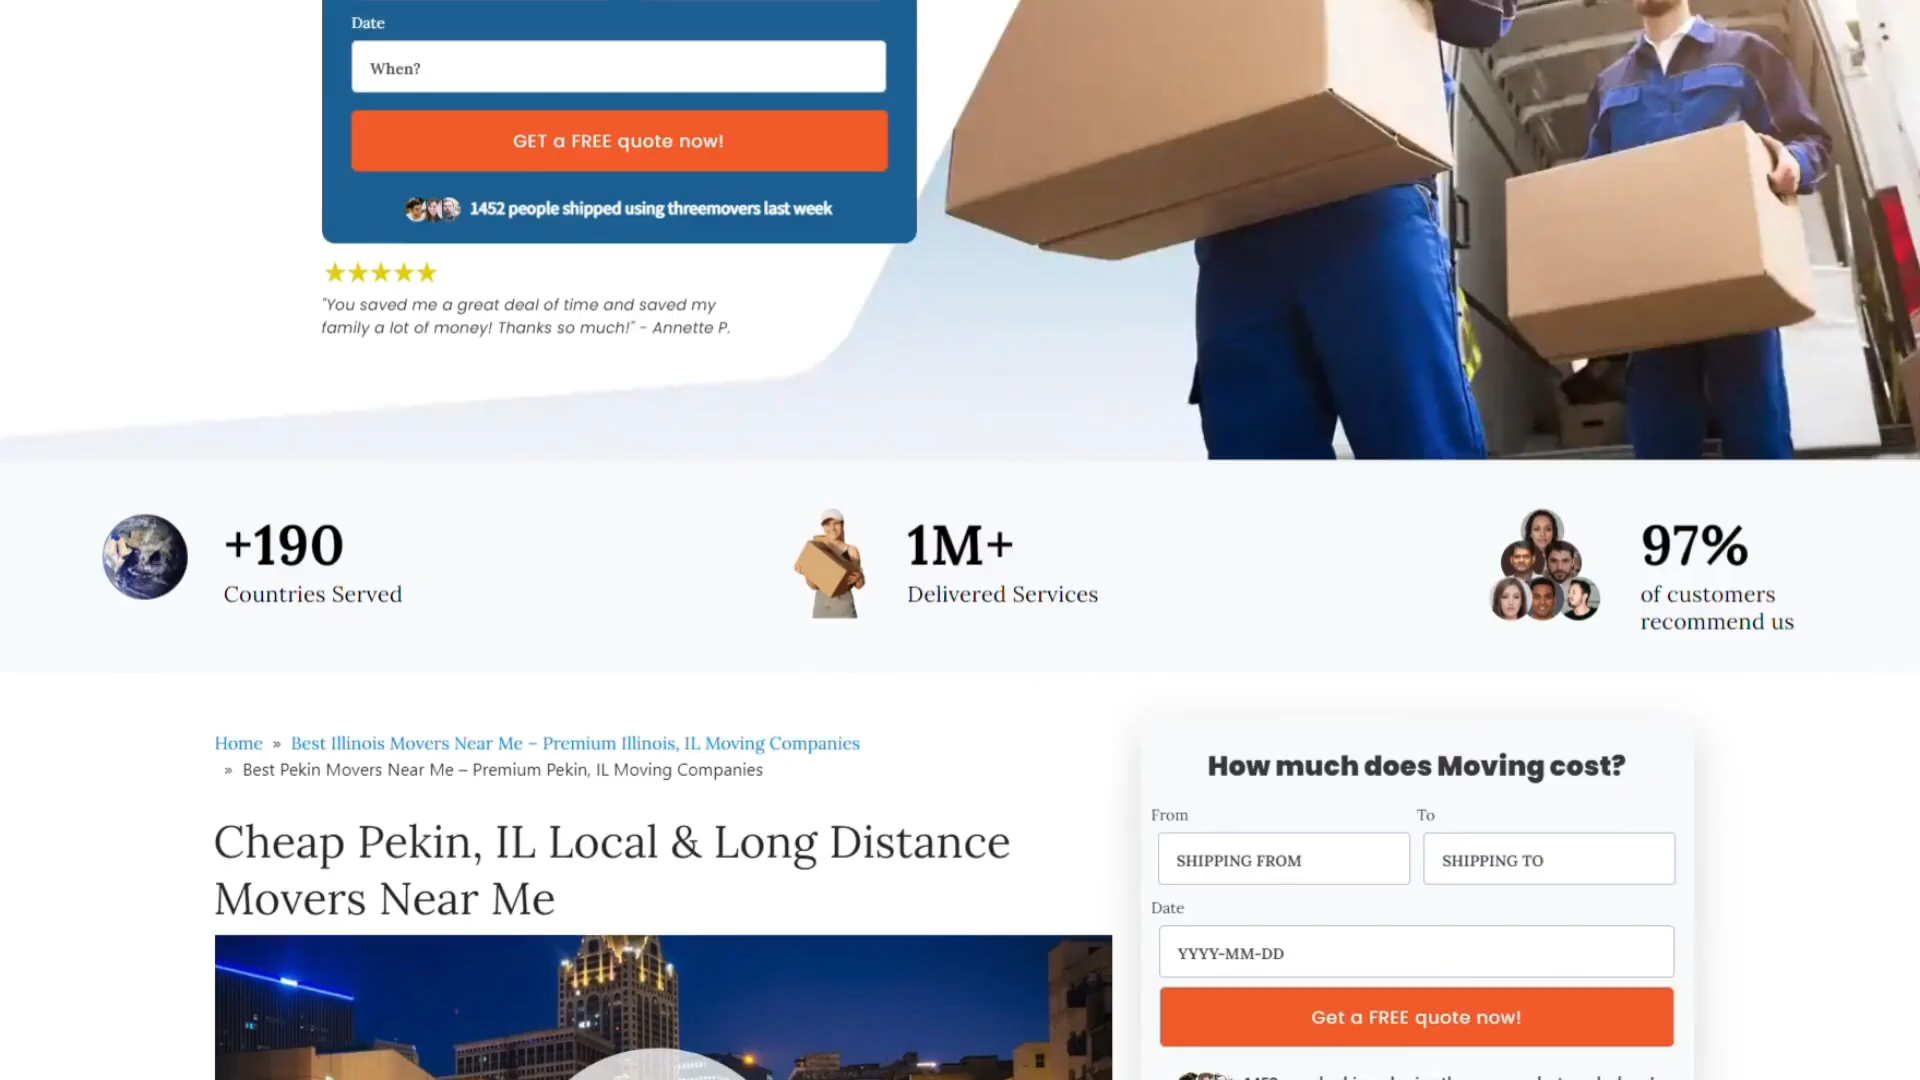 Date
When?
GET a FREE quote now!
1452 people shipped using threemovers last week
★★★★★
"You saved me a great deal of time and saved my
family a lot of money! Thanks so much!" - Annette P.
+190
Countries Served
1M+
Delivered Services
97%
of customers
recommend us
Home » Best Illinois Movers Near Me – Premium Illinois, IL Moving Companies
» Best Pekin Movers Near Me – Premium Pekin, IL Moving Companies
Cheap Pekin, IL Local & Long Distance
Movers Near Me
How much does Moving cost?
From To
SHIPPING FROM SHIPPING TO
Date
YYYY-MM-DD
Get a FREE quote now!